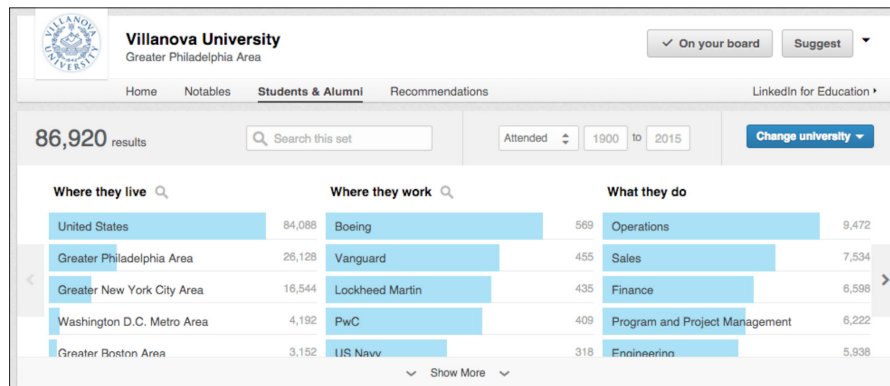 VILLANOVA UNIVERSITY
Villanova University
Greater Philadelphia Area
✓ On your board
Suggest
Home Notables Students & Alumni Recommendations LinkedIn for Education
86,920 results
Search this set
Attended 1900 to 2015
Change university
Where they live
United States 84,088
Greater Philadelphia Area 26,128
Greater New York City Area 16,544
Washington D.C. Metro Area 4,192
Greater Boston Area 3,152
Where they work
Boeing 569
Vanguard 455
Lockheed Martin 435
PwC 409
US Navy 318
What they do
Operations 9,472
Sales 7,534
Finance 6,598
Program and Project Management 6,222
Engineering 5,938
Show More